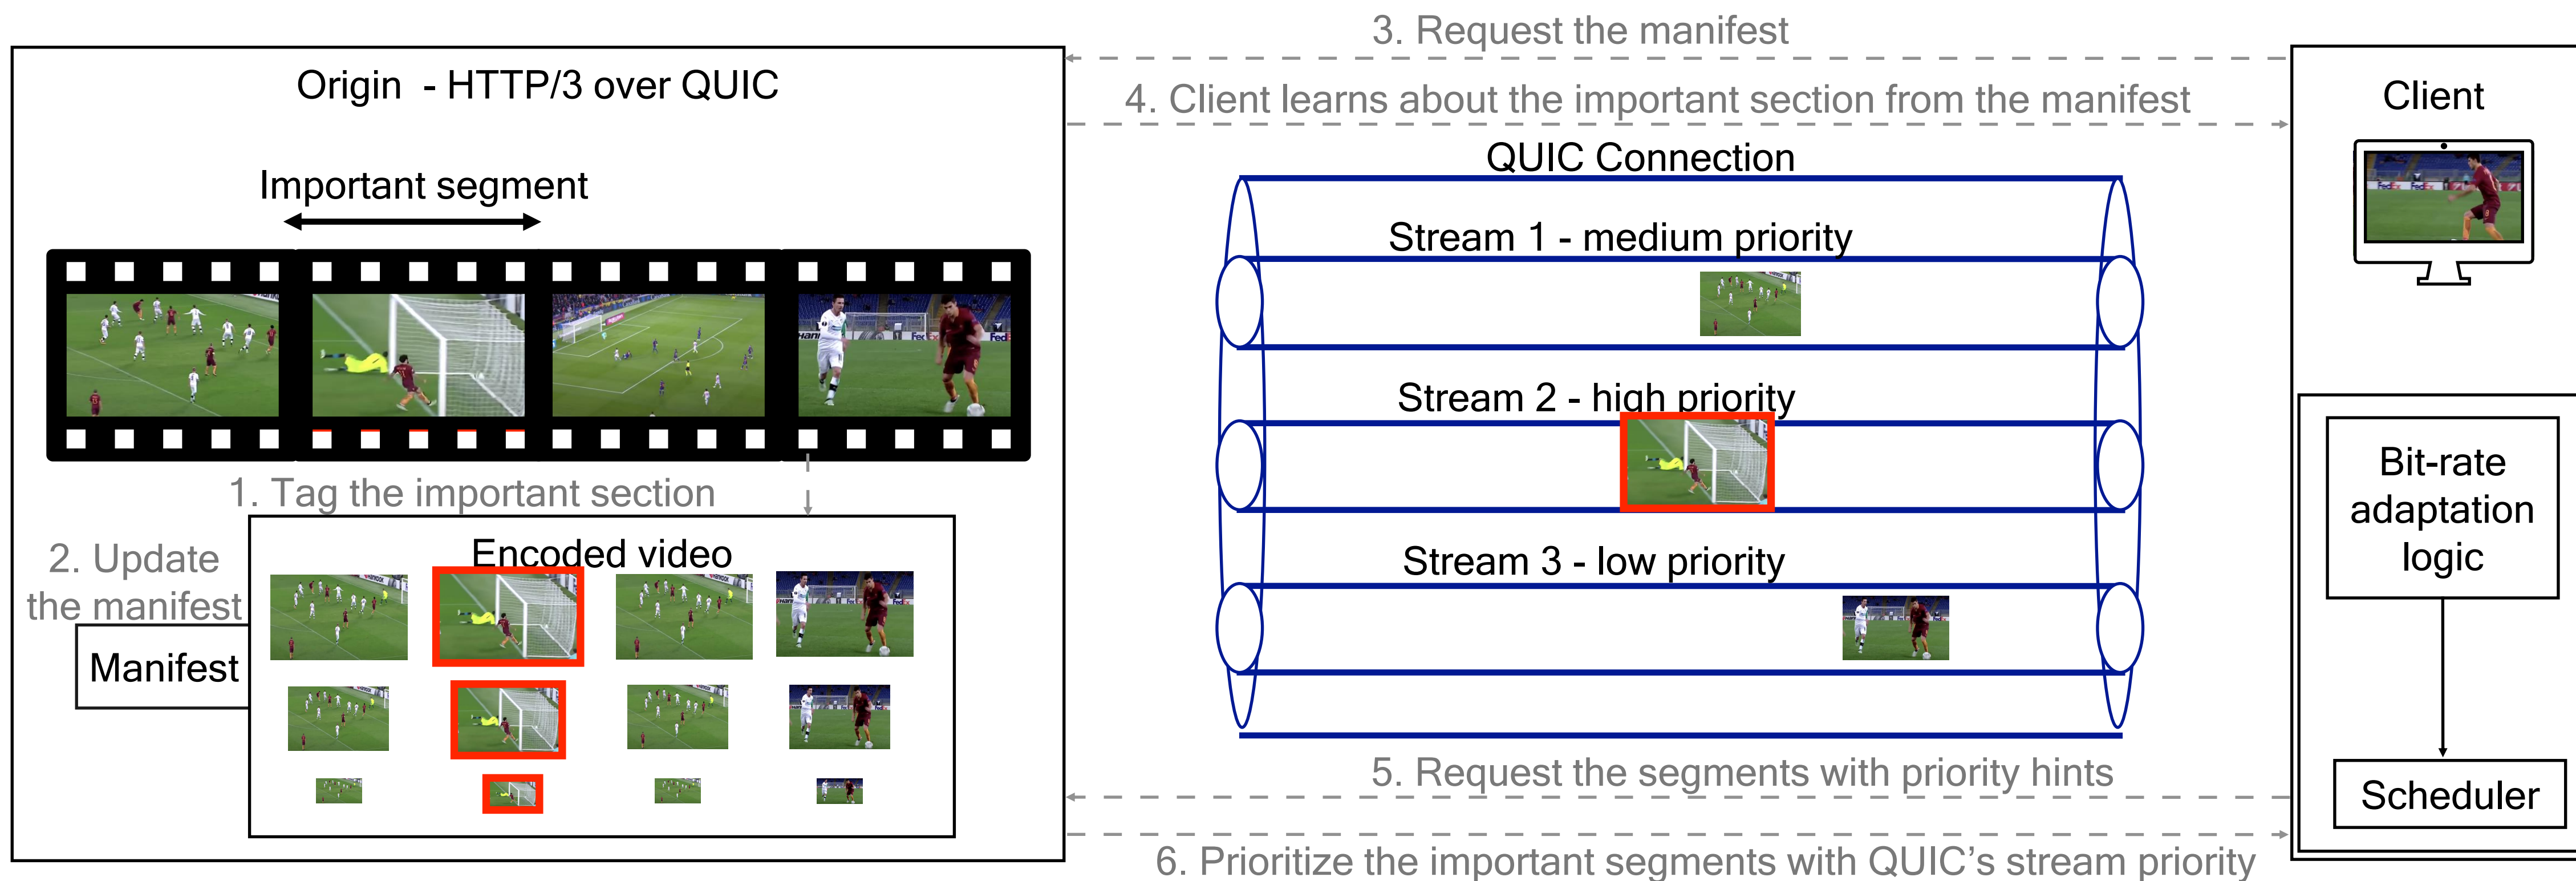 3. Request the manifest
Origin - HTTP/3 over QUIC
4. Client learns about the important section from the manifest
Client
QUIC Connection
Important segment
FedEx
Stream 1 - medium priority
Stream 2 - high priority
1. Tag the important section
Bit-rate
adaptation
logic
2. Update
the manifest
Encoded video
Stream 3 - low priority
Manifest
5. Request the segments with priority hints
Scheduler
6. Prioritize the important segments with QUIC's stream priority